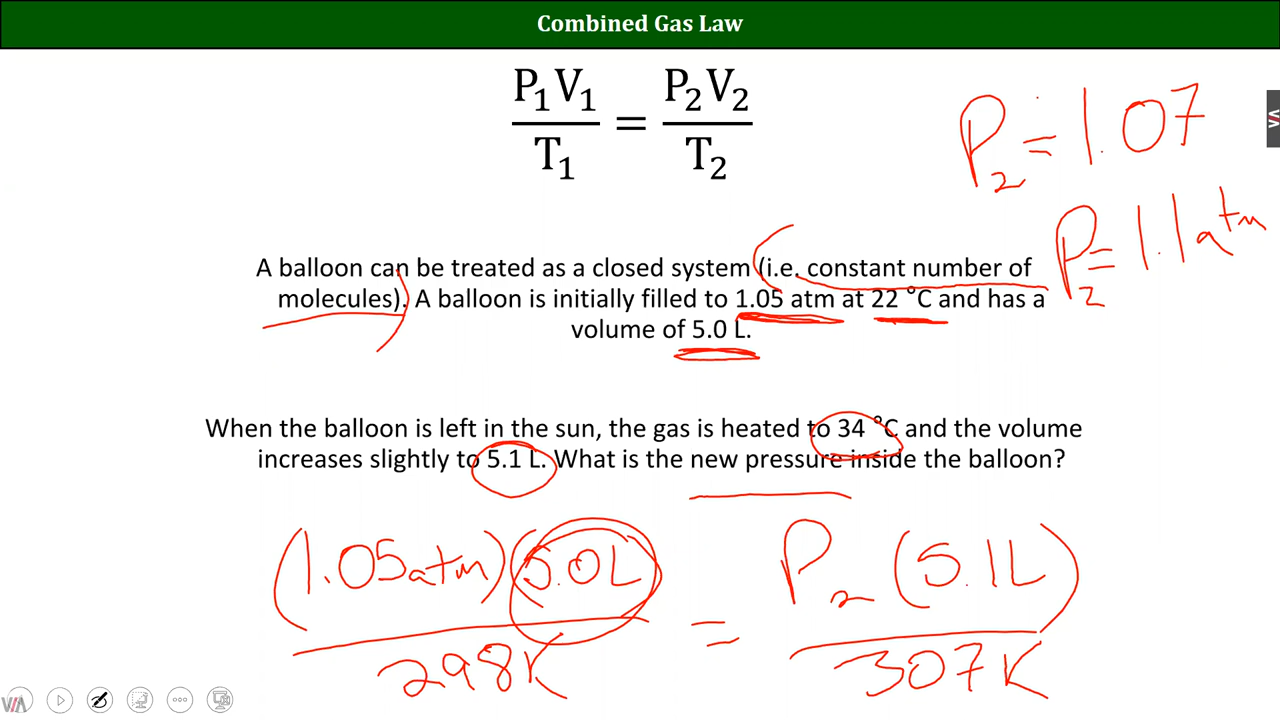 Combined Gas Law
P₁V₁ / T₁ = P₂V₂ / T₂
P₂ = 1.07
P₂ = 1.1 atm
A balloon can be treated as a closed system (i.e. constant number of
molecules). A balloon is initially filled to 1.05 atm at 22 °C and has a
volume of 5.0 L.
When the balloon is left in the sun, the gas is heated to 34 °C and the volume
increases slightly to 5.1 L. What is the new pressure inside the balloon?
(1.05 atm)(5.0 L) / 298 K = P₂ (5.1 L) / 307 K
VA
VA